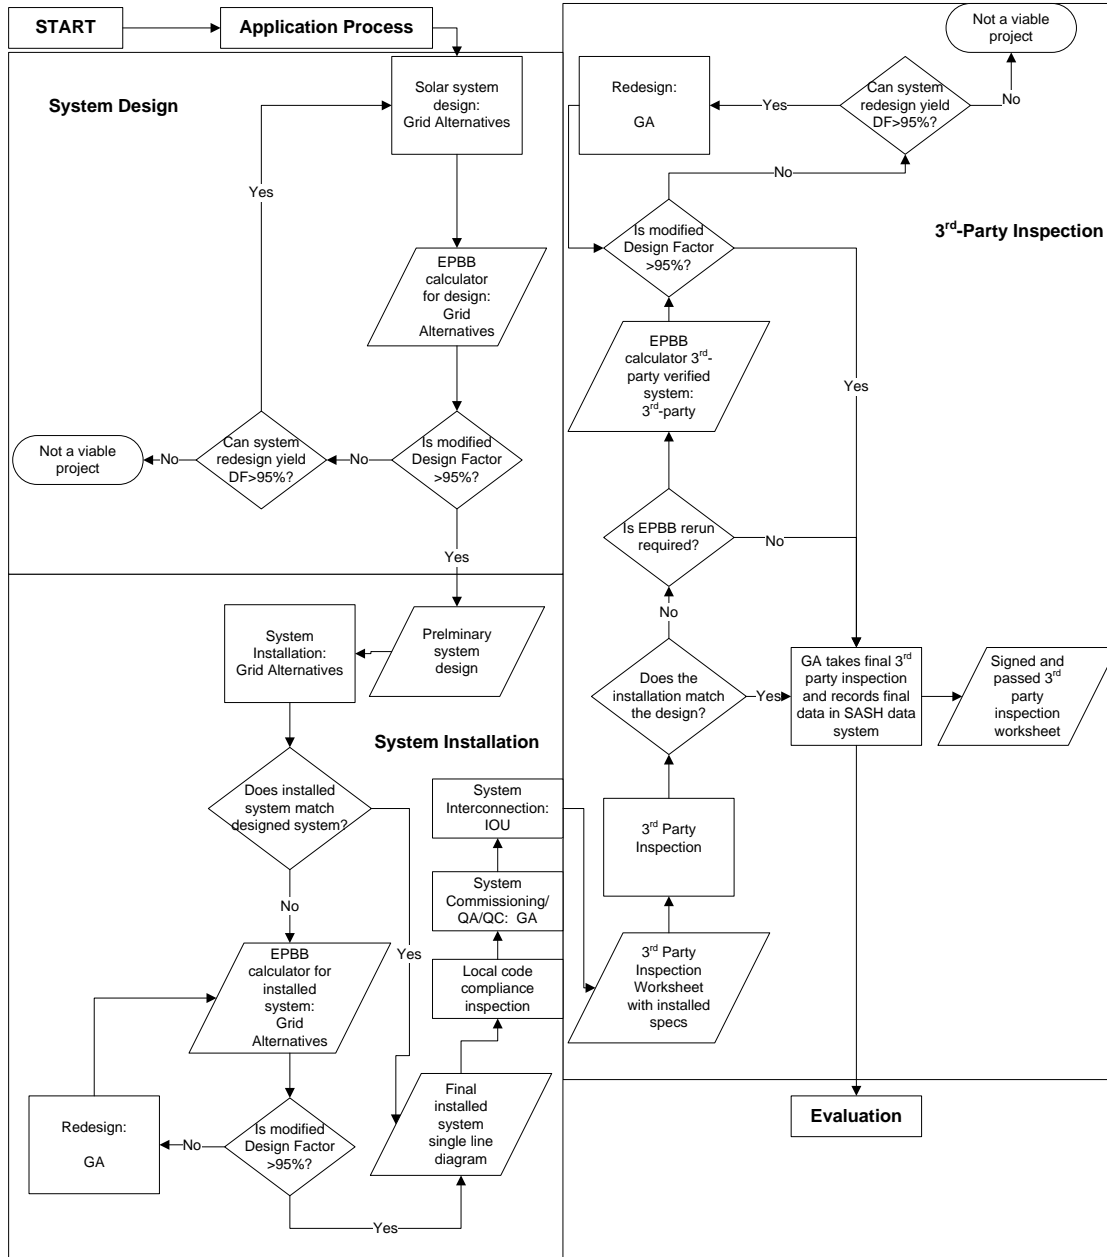 START
Application Process
System Design
Solar system
design:
Grid Alternatives
Yes
EPBB
calculator
for design:
Grid
Alternatives
Not a viable
project
No
Can system
redesign yield
DF>95%?
No
Is modified
Design Factor
>95%?
Yes
System
Installation:
Grid Alternatives
Prelminary
system
design
System Installation
Does installed
system match
designed system?
No
Yes
EPBB
calculator for
installed
system:
Grid
Alternatives
Redesign:
GA
No
Is modified
Design Factor
>95%?
Yes
Final
installed
system
single line
diagram
Local code
compliance
inspection
System
Commissioning/
QA/QC: GA
System
Interconnection:
IOU
Not a viable
project
Redesign:
GA
Yes
Can system
redesign yield
DF>95%?
No
No
Is modified
Design Factor
>95%?
3rd-Party Inspection
EPBB
calculator 3rd-
party verified
system:
3rd-party
Yes
Is EPBB rerun
required?
No
No
Does the
installation match
the design?
Yes
GA takes final 3rd
party inspection
and records final
data in SASH data
system
Signed and
passed 3rd
party
inspection
worksheet
3rd Party
Inspection
3rd Party
Inspection
Worksheet
with installed
specs
Evaluation